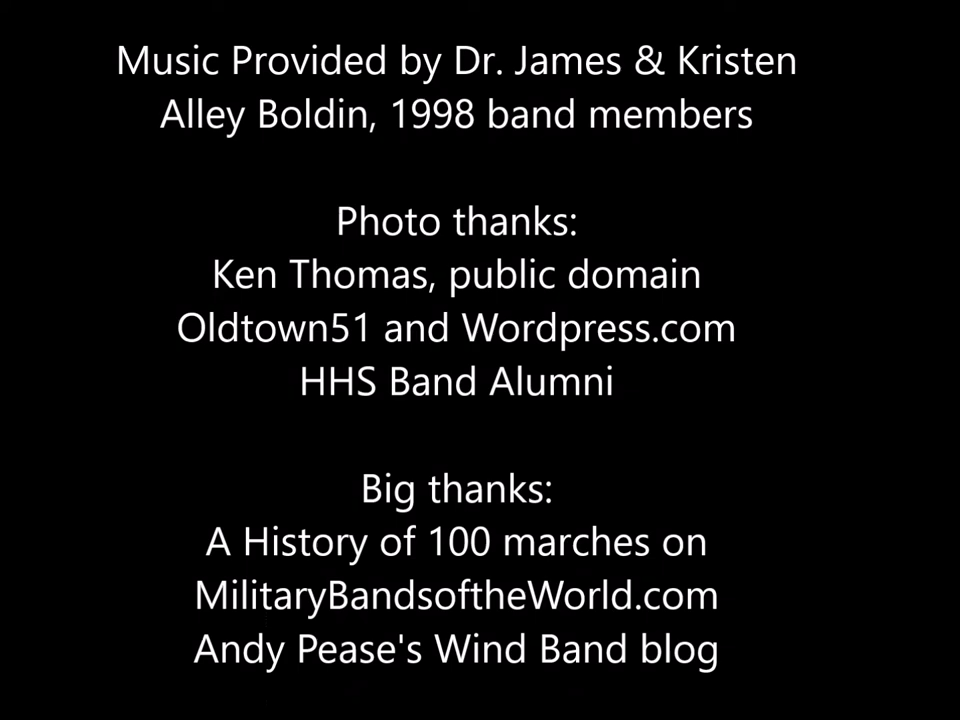 Music Provided by Dr. James & Kristen
Alley Boldin, 1998 band members
Photo thanks:
Ken Thomas, public domain
Oldtown51 and Wordpress.com
HHS Band Alumni
Big thanks:
A History of 100 marches on
MilitaryBandsoftheWorld.com
Andy Pease's Wind Band blog